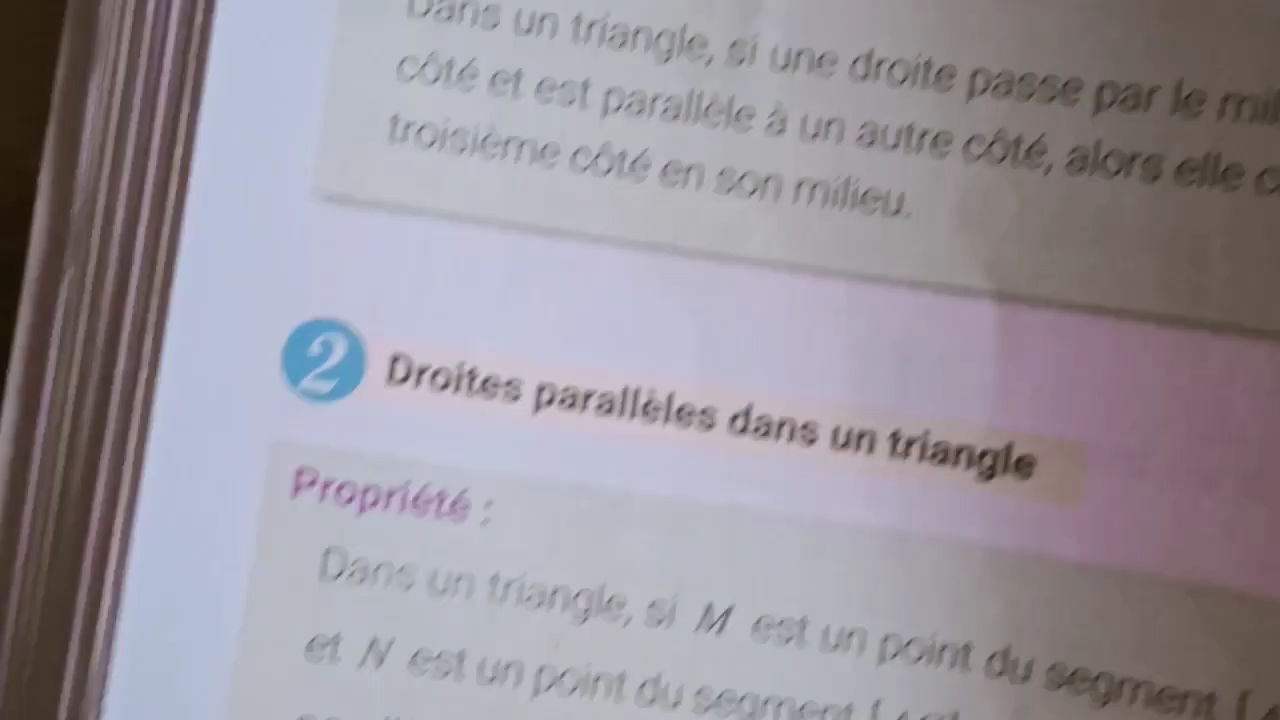 Dans un triangle, si une droite passe par le
côté et est parallèle à un autre côté, alors elle
troisième côté en son milieu.
2 Droites parallèles dans un triangle
Propriété :
Dans un triangle, si M est un point du segment [
et N est un point du segment [